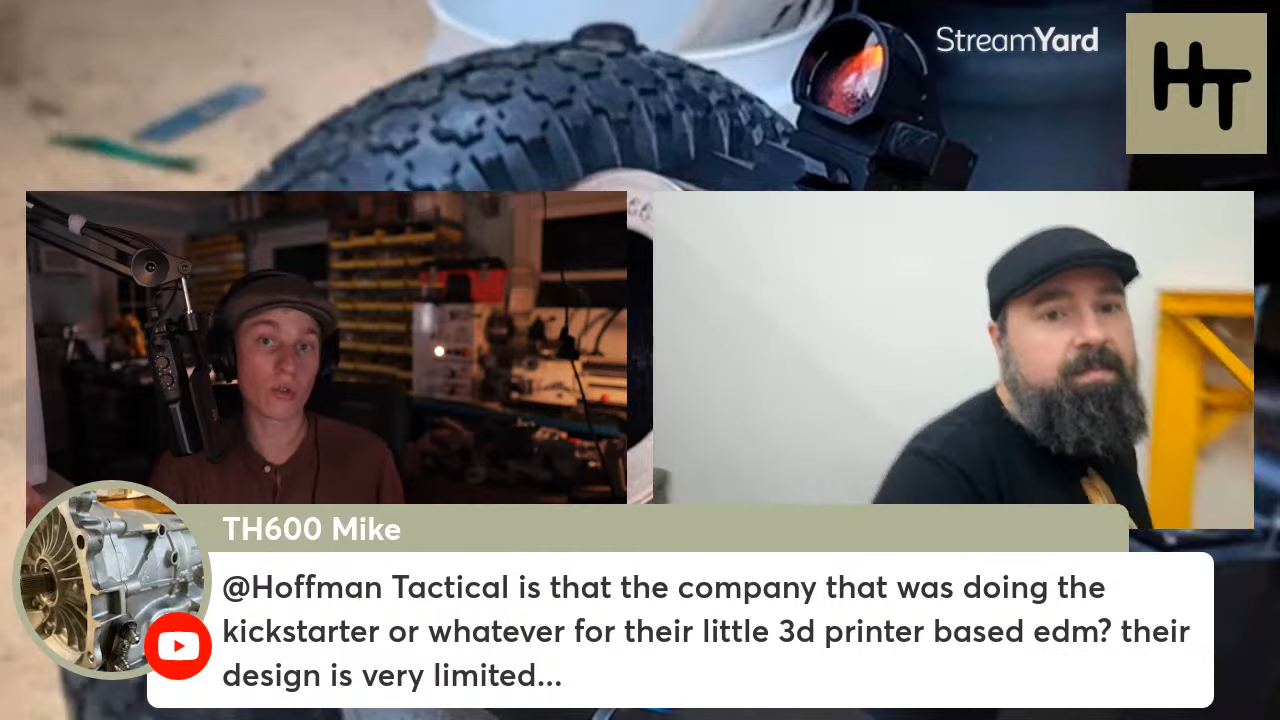 StreamYard
HT
TH600 Mike
@Hoffman Tactical is that the company that was doing the
kickstarter or whatever for their little 3d printer based edm? their
design is very limited...